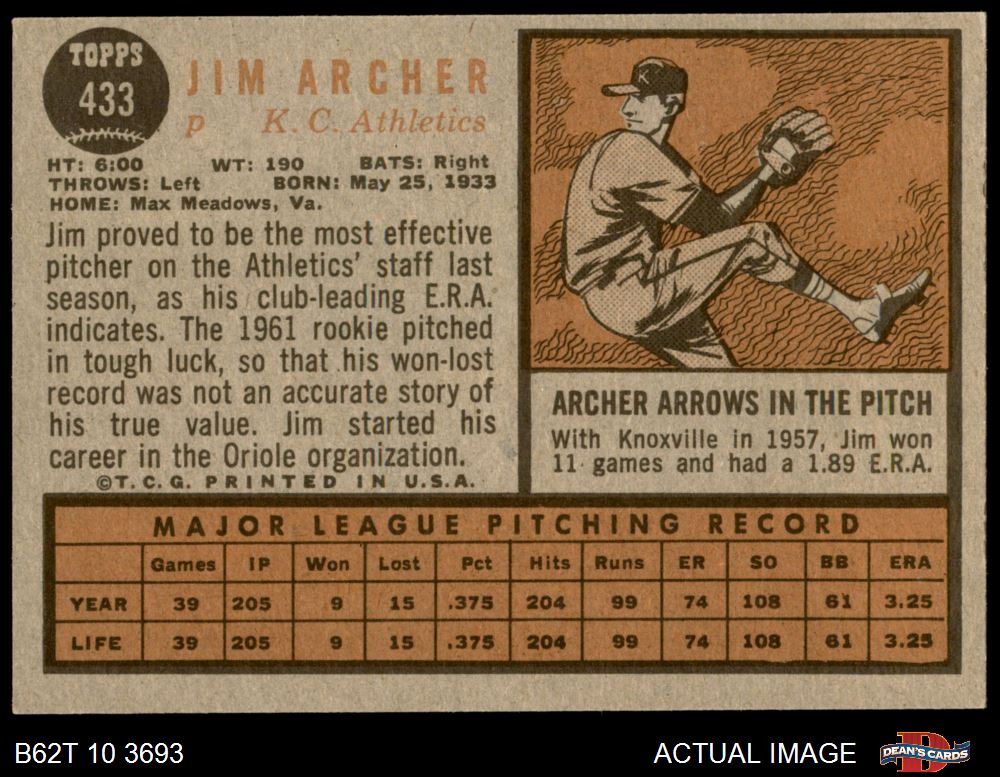 TOPPS
433
JIM ARCHER
p K. C. Athletics
HT: 6:00 WT: 190 BATS: Right
THROWS: Left BORN: May 25, 1933
HOME: Max Meadows, Va.
Jim proved to be the most effective
pitcher on the Athletics' staff last
season, as his club-leading E.R.A.
indicates. The 1961 rookie pitched
in tough luck, so that his won-lost
record was not an accurate story of
his true value. Jim started his
career in the Oriole organization.
©T. C. G. PRINTED IN U. S. A.
K
ARCHER ARROWS IN THE PITCH
With Knoxville in 1957, Jim won
11 games and had a 1.89 E.R.A.
MAJOR LEAGUE PITCHING RECORD
Games IP Won Lost Pct Hits Runs ER SO BB ERA
YEAR 39 205 9 15 .375 204 99 74 108 61 3.25
LIFE 39 205 9 15 .375 204 99 74 108 61 3.25
B62T 10 3693 ACTUAL IMAGE D DEAN'S CARDS